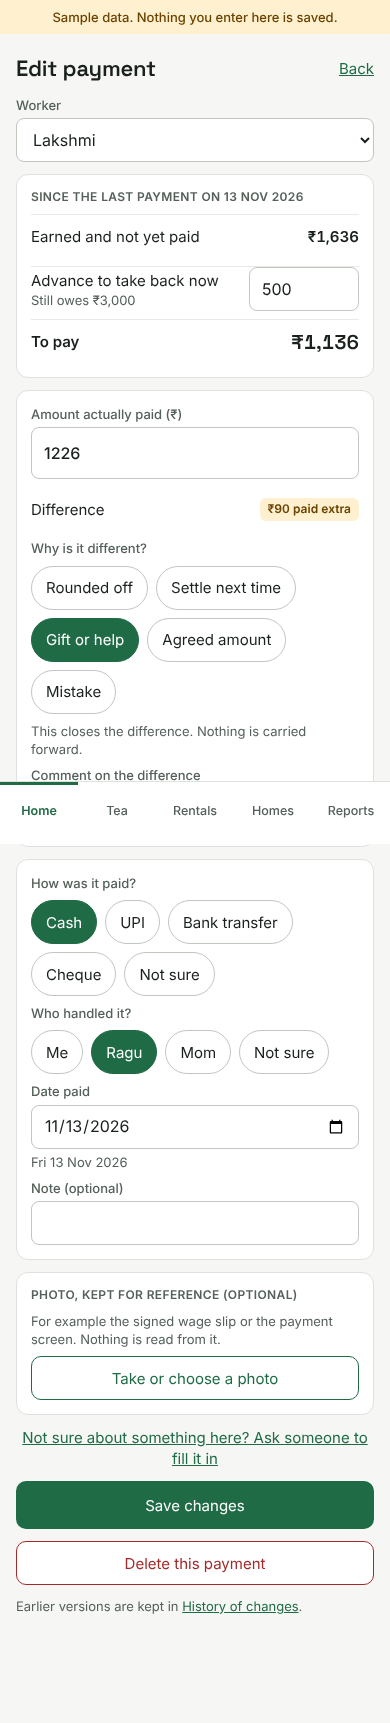 Sample data. Nothing you enter here is saved.
Edit payment
Back
Worker
Lakshmi
SINCE THE LAST PAYMENT ON 13 NOV 2026
Earned and not yet paid
₹1,636
Advance to take back now
Still owes ₹3,000
500
To pay
₹1,136
Amount actually paid (₹)
1226
Difference
₹90 paid extra
Why is it different?
Rounded off
Settle next time
Gift or help
Agreed amount
Mistake
This closes the difference. Nothing is carried
forward.
Comment on the difference
Home
Tea
Rentals
Homes
Reports
How was it paid?
Cash
UPI
Bank transfer
Cheque
Not sure
Who handled it?
Me
Ragu
Mom
Not sure
Date paid
11/13/2026
Fri 13 Nov 2026
Note (optional)
PHOTO, KEPT FOR REFERENCE (OPTIONAL)
For example the signed wage slip or the payment
screen. Nothing is read from it.
Take or choose a photo
Not sure about something here? Ask someone to
fill it in
Save changes
Delete this payment
Earlier versions are kept in History of changes.